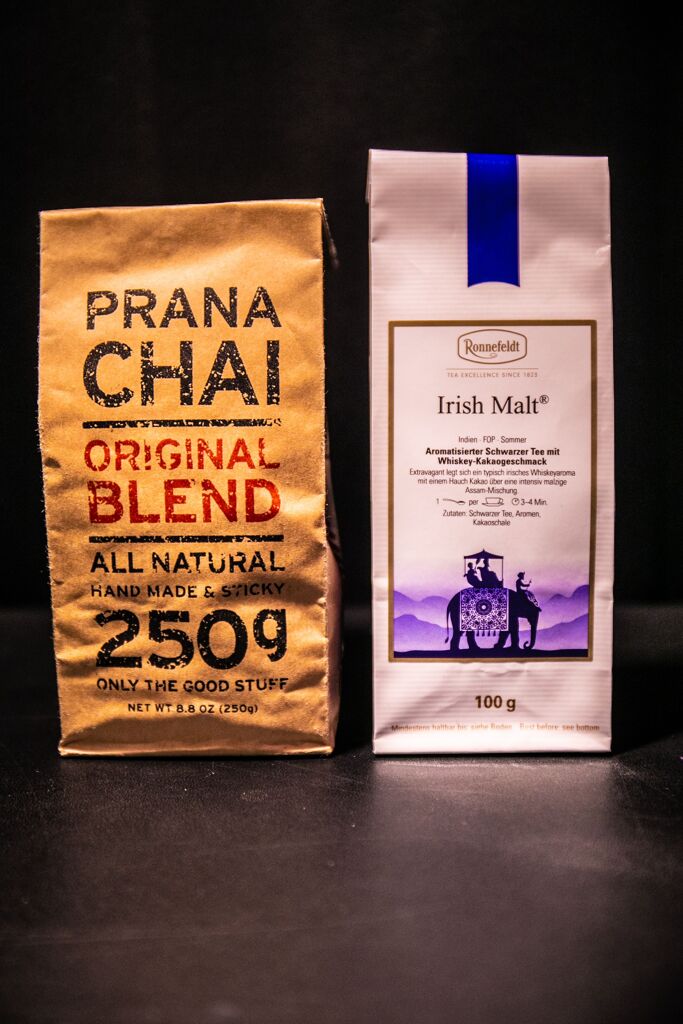 PRANA
CHAI
ORIGINAL
BLEND
ALL NATURAL
HAND MADE & STICKY
250g
ONLY THE GOOD STUFF
NET WT 8.8 OZ (250g)
Ronnefeldt
TEA EXCELLENCE SINCE 1823
Irish Malt®
Indien · FOP · Sommer
Aromatisierter Schwarzer Tee mit
Whiskey-Kakaogeschmack
Extravagant legt sich ein typisch irisches Whiskeyaroma
mit einem Hauch Kakao über eine intensiv malzige
Assam-Mischung.
1 per 3–4 Min.
Zutaten: Schwarzer Tee, Aromen,
Kakaoschale
100 g
Mindestens haltbar bis: siehe Boden Best before: see bottom